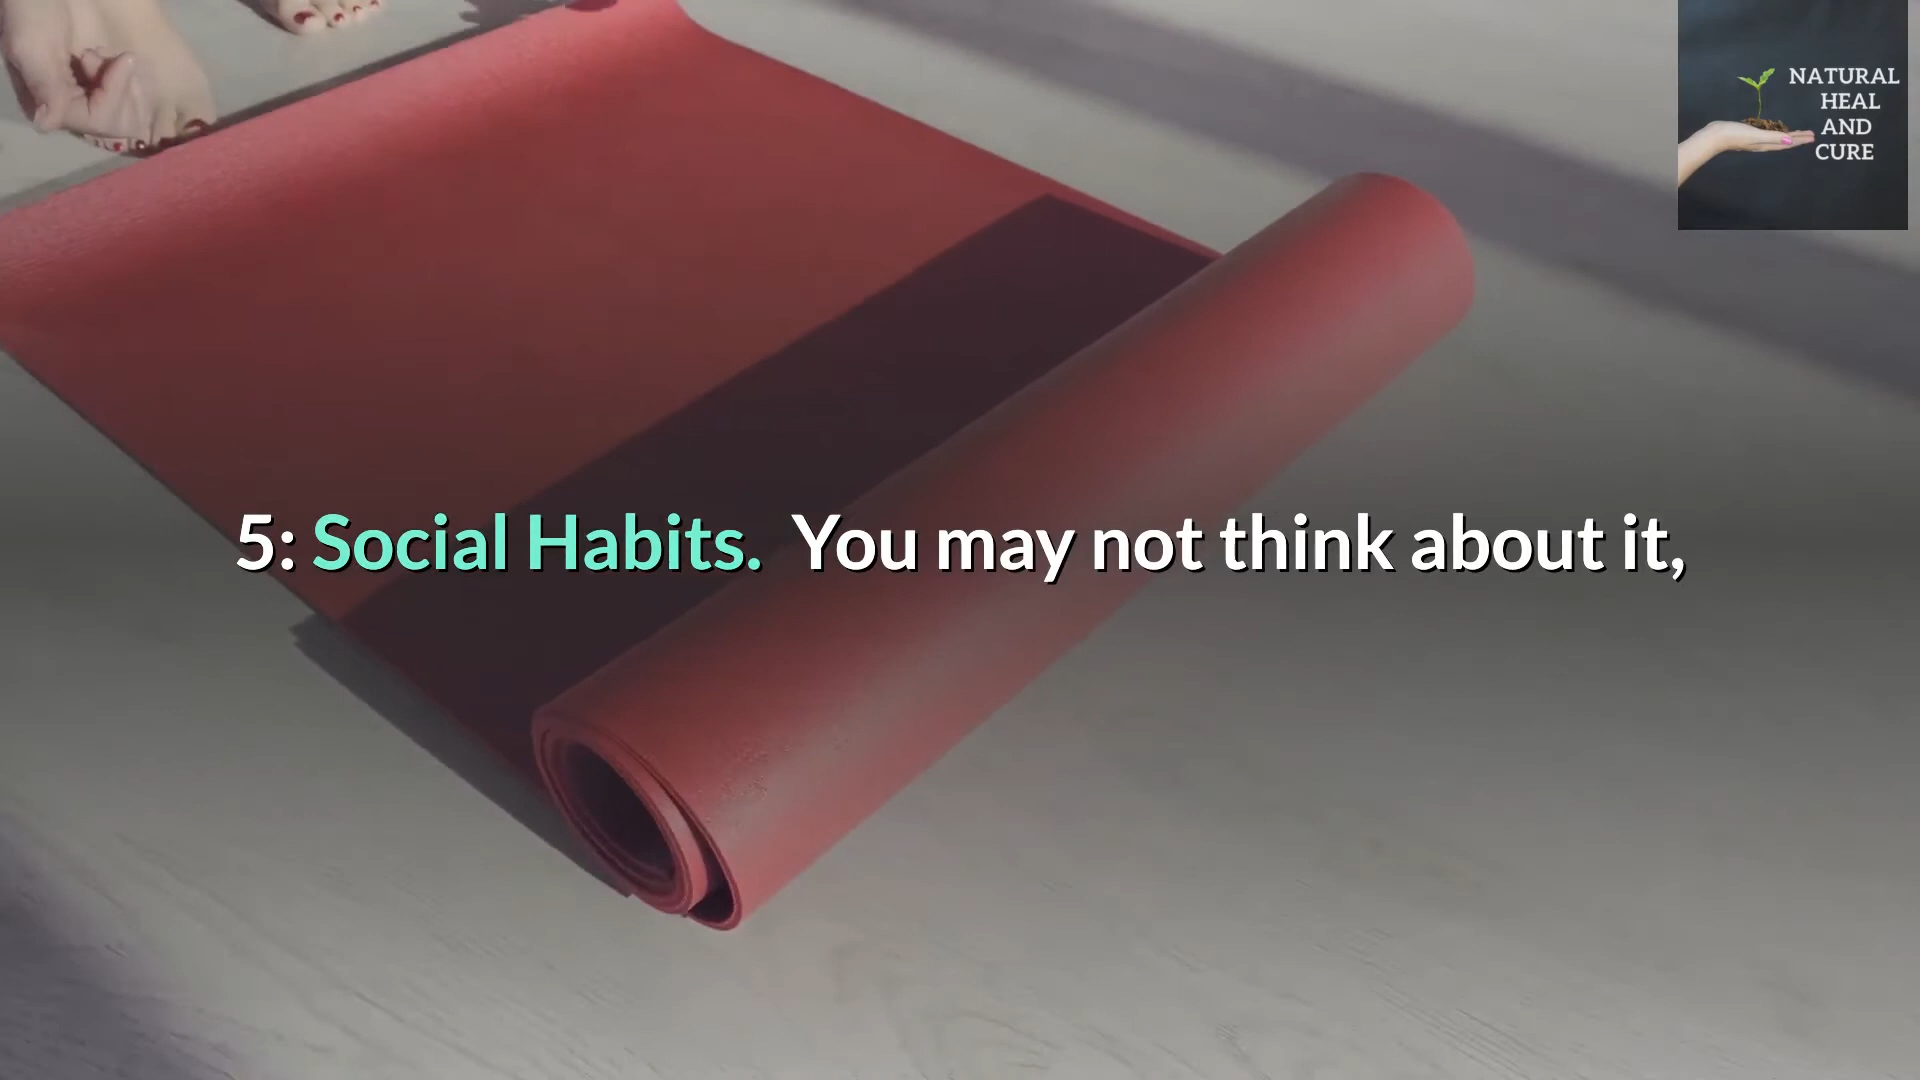 NATURAL
HEAL
AND
CURE
5: Social Habits. You may not think about it,